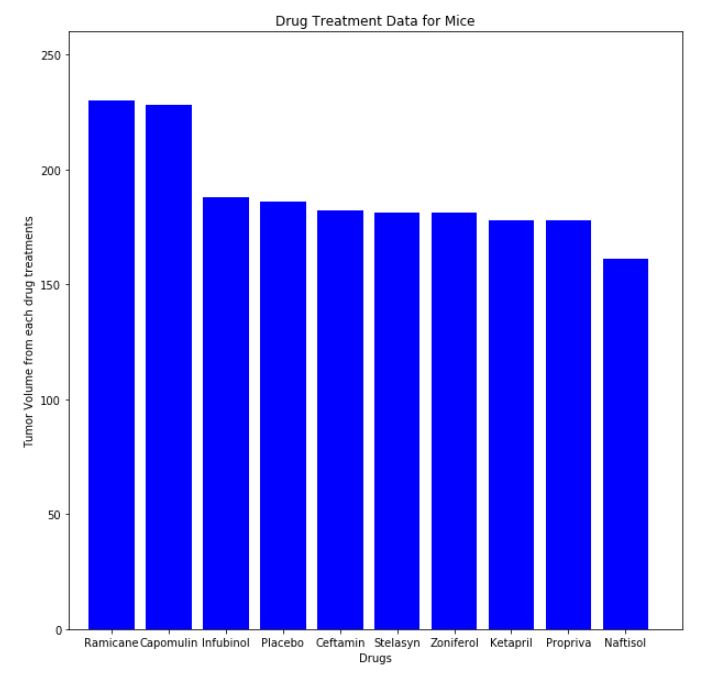 Drug Treatment Data for Mice
Tumor Volume from each drug treatments
250
200
150
100
50
0
Ramicane Capomulin Infubinol Placebo Ceftamin Stelasyn Zoniferol Ketapril Propriva Naftisol
Drugs